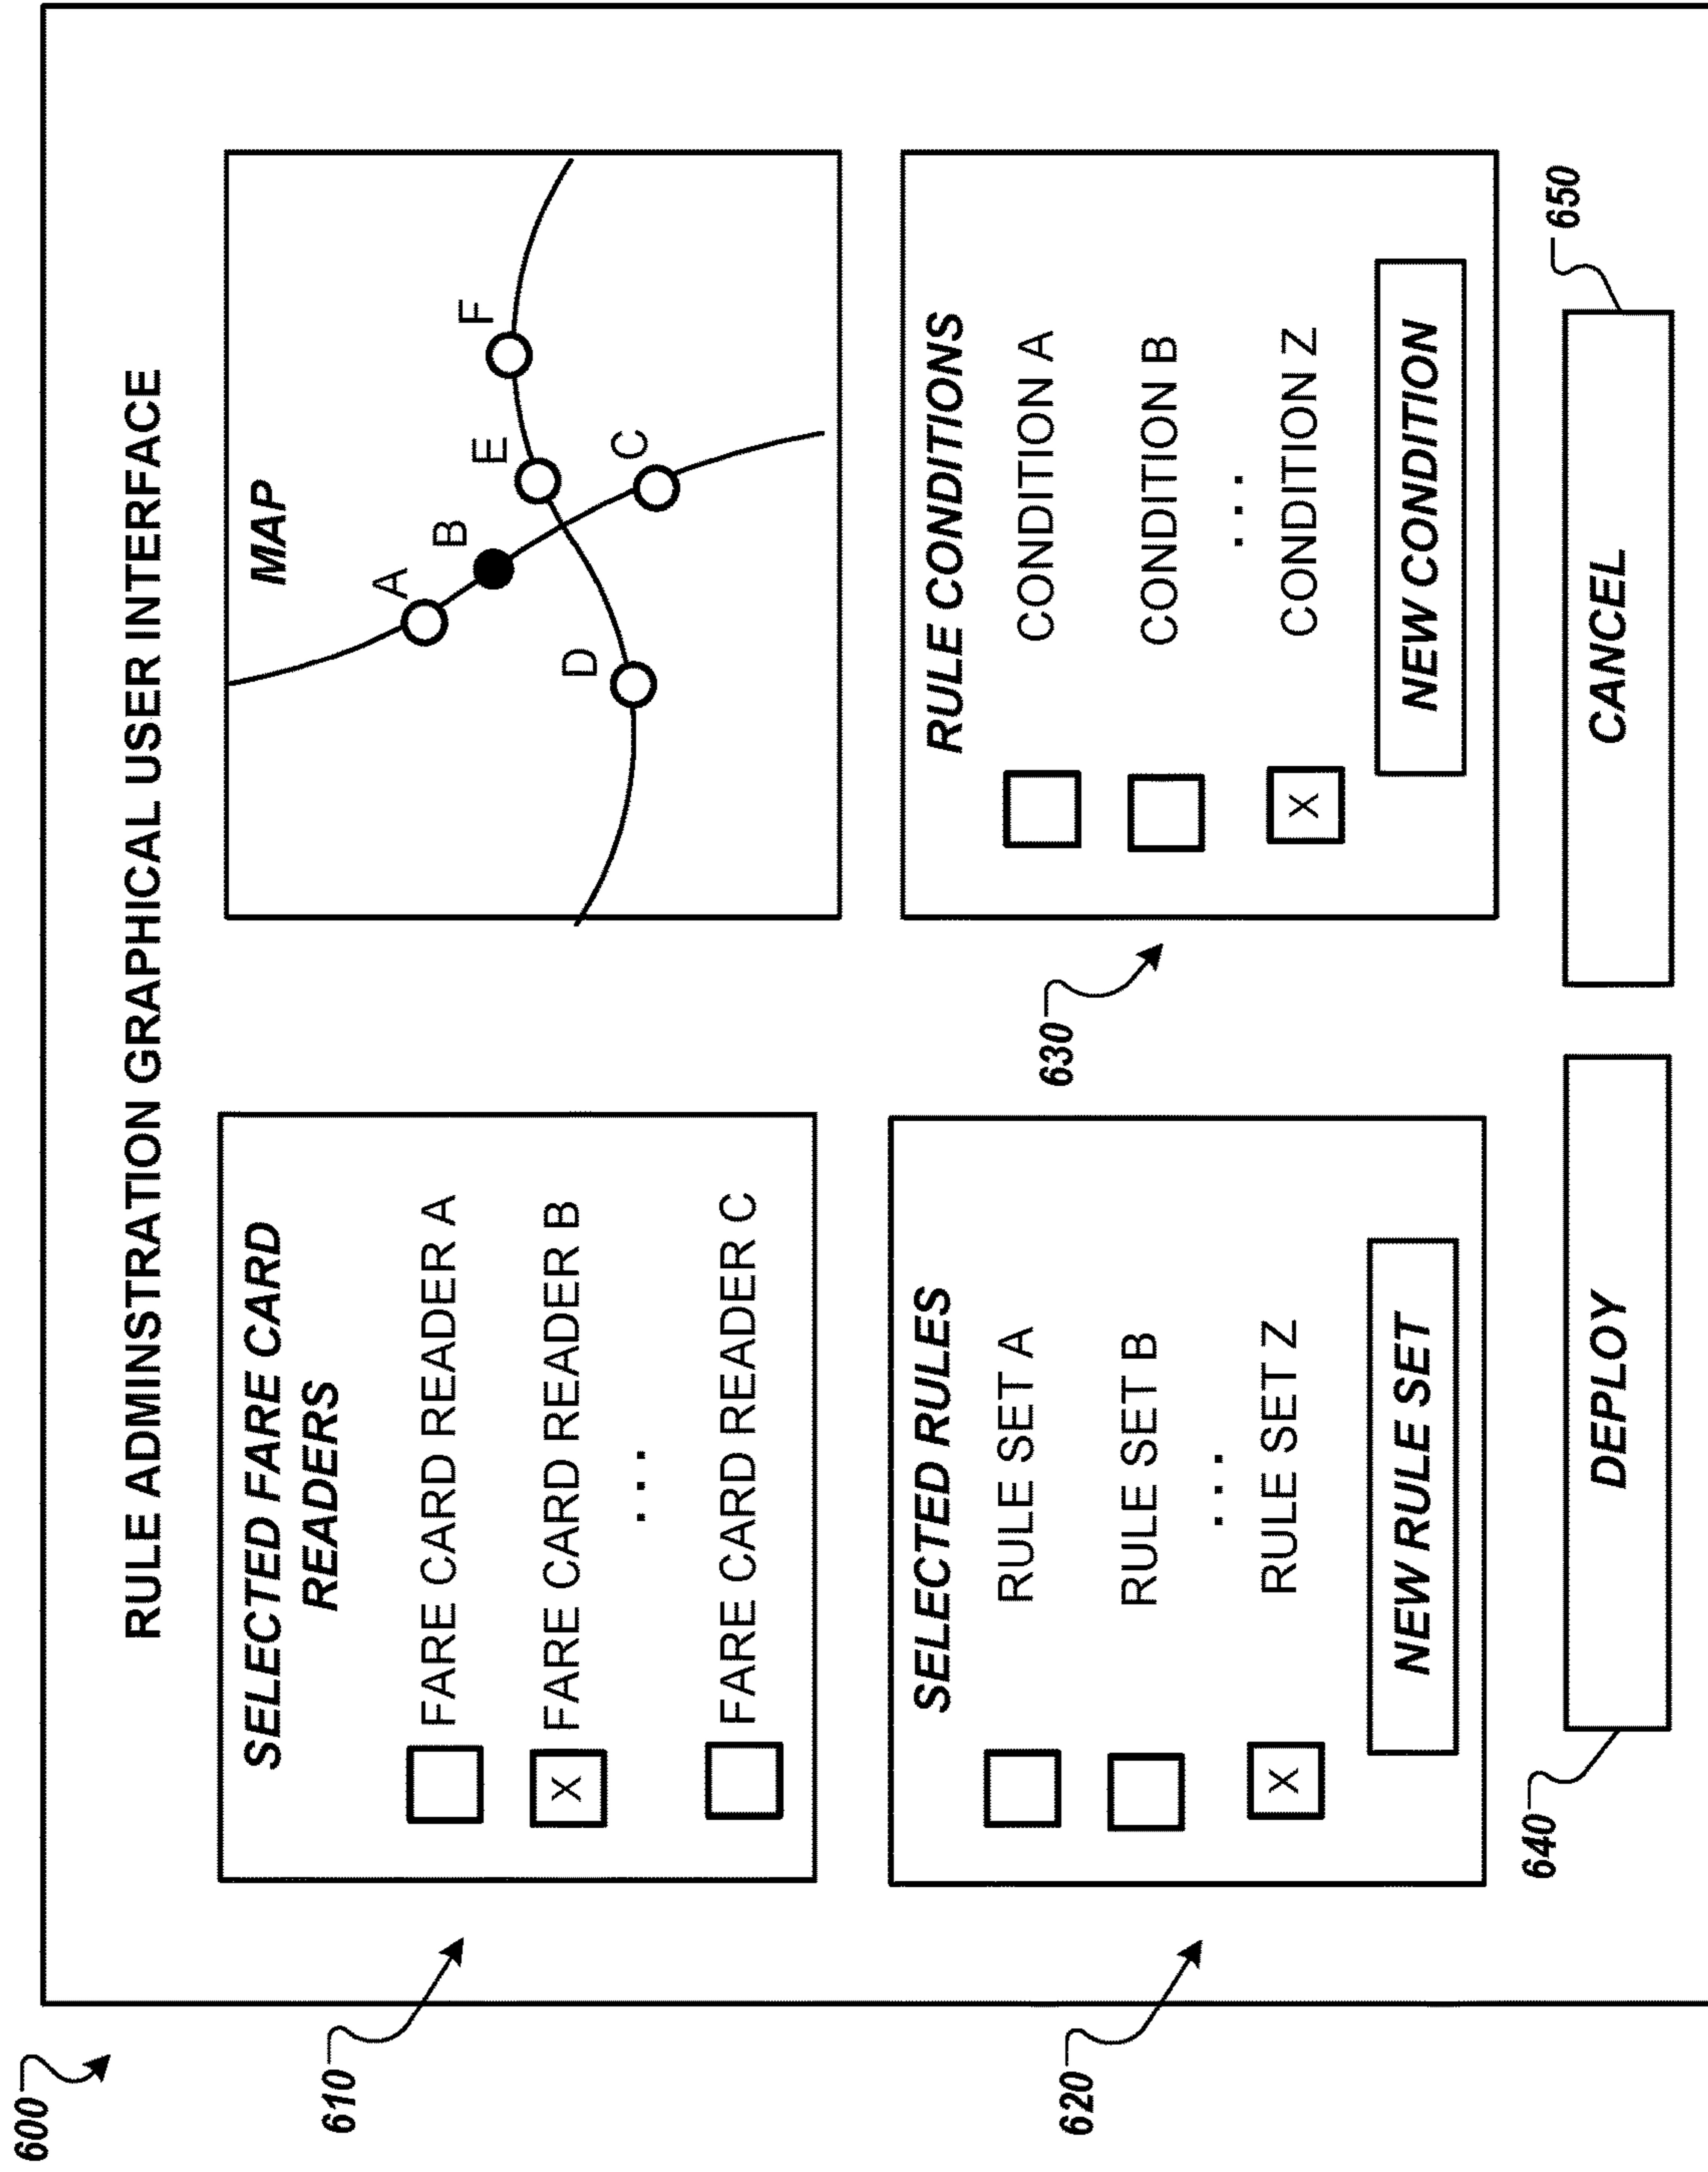 600
RULE ADMINSTRATION GRAPHICAL USER INTERFACE
610
SELECTED FARE CARD
READERS
FARE CARD READER A
X FARE CARD READER B
...
FARE CARD READER C
MAP
A
B
C
D
E
F
620
SELECTED RULES
RULE SET A
RULE SET B
...
X RULE SET Z
NEW RULE SET
630
RULE CONDITIONS
CONDITION A
CONDITION B
...
X CONDITION Z
NEW CONDITION
640
DEPLOY
CANCEL
650